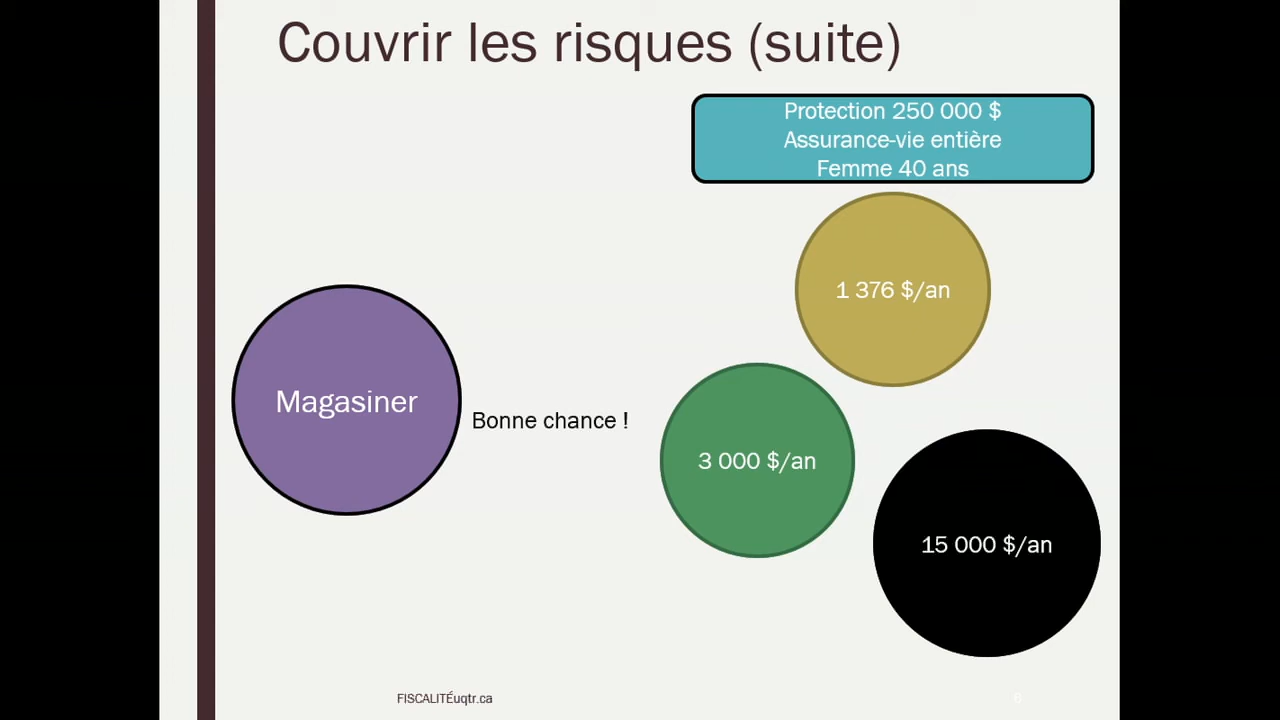 Couvrir les risques (suite)
Protection 250 000 $
Assurance-vie entière
Femme 40 ans
1 376 $/an
Magasiner
Bonne chance !
3 000 $/an
15 000 $/an
FISCALITÉuqtr.ca
6